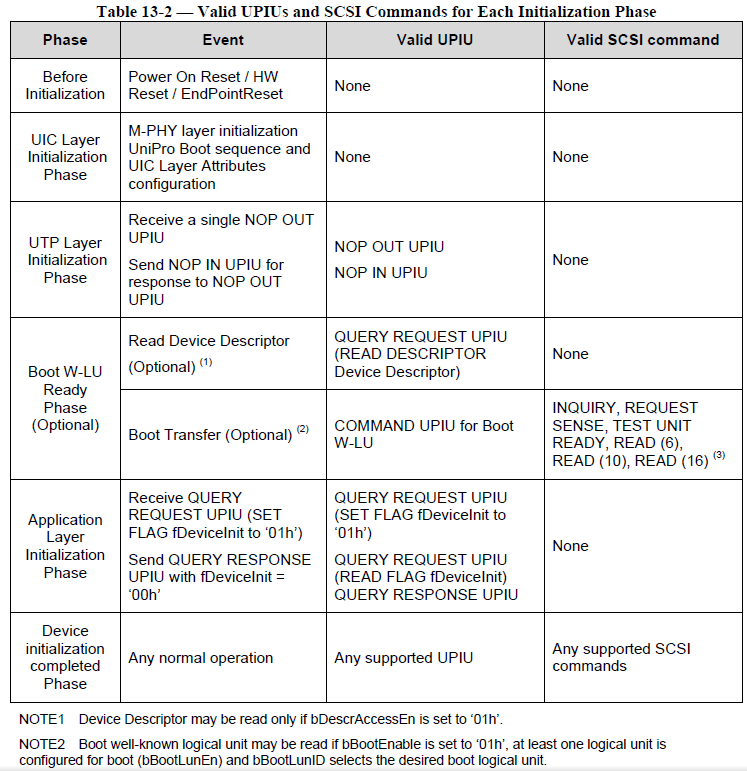 Table 13-2 — Valid UPIUs and SCSI Commands for Each Initialization Phase
Phase
Event
Valid UPIU
Valid SCSI command
Before
Initialization
Power On Reset / HW
Reset / EndPointReset
None
None
UIC Layer
Initialization
Phase
M-PHY layer initialization
UniPro Boot sequence and
UIC Layer Attributes
configuration
None
None
UTP Layer
Initialization
Phase
Receive a single NOP OUT
UPIU
Send NOP IN UPIU for
response to NOP OUT
UPIU
NOP OUT UPIU
NOP IN UPIU
None
Boot W-LU
Ready
Phase
(Optional)
Read Device Descriptor
(Optional) (1)
QUERY REQUEST UPIU
(READ DESCRIPTOR
Device Descriptor)
None
Boot Transfer (Optional) (2)
COMMAND UPIU for Boot
W-LU
INQUIRY, REQUEST
SENSE, TEST UNIT
READY, READ (6),
READ (10), READ (16) (3)
Application
Layer
Initialization
Phase
Receive QUERY
REQUEST UPIU (SET
FLAG fDeviceInit to ‘01h’)
Send QUERY RESPONSE
UPIU with fDeviceInit =
‘00h’
QUERY REQUEST UPIU
(SET FLAG fDeviceInit to
‘01h’)
QUERY REQUEST UPIU
(READ FLAG fDeviceInit)
QUERY RESPONSE UPIU
None
Device
initialization
completed
Phase
Any normal operation
Any supported UPIU
Any supported SCSI
commands
NOTE1 Device Descriptor may be read only if bDescrAccessEn is set to ‘01h’.
NOTE2 Boot well-known logical unit may be read if bBootEnable is set to ‘01h’, at least one logical unit is
configured for boot (bBootLunEn) and bBootLunID selects the desired boot logical unit.